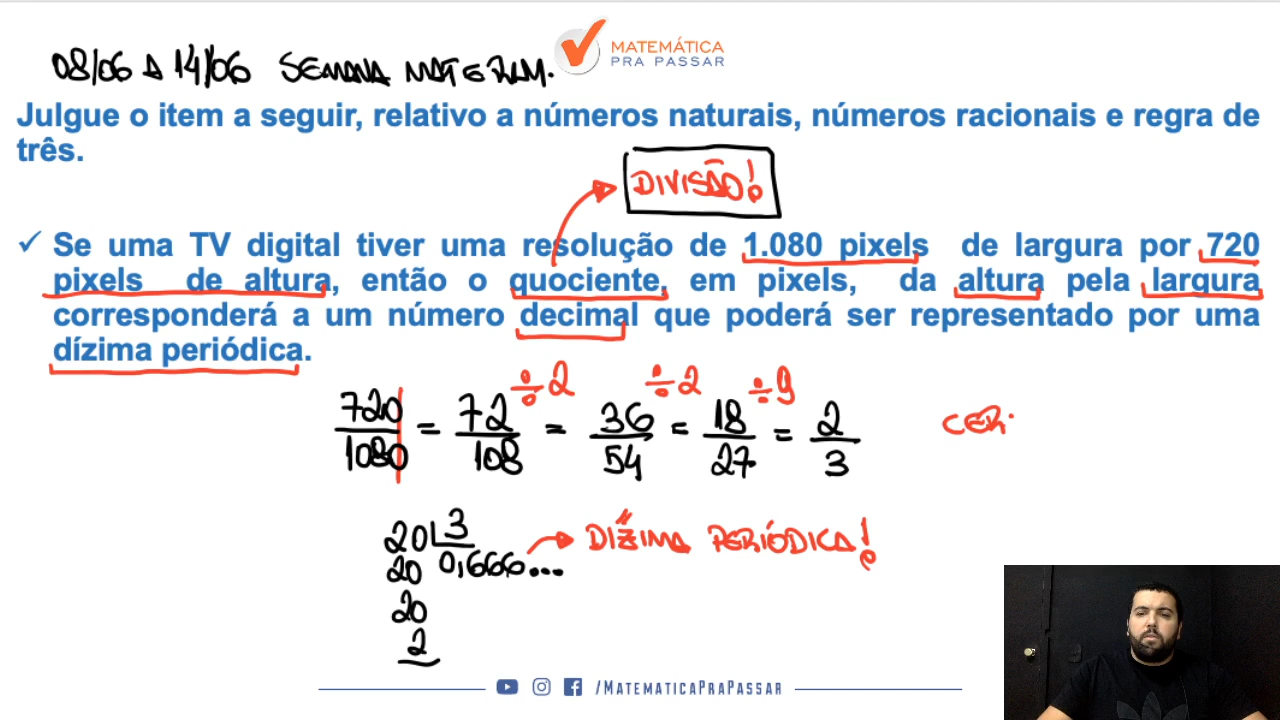 08/06 A 14/06 SEMANA MATERIAM.
MATEMÁTICA
PRA PASSAR
Julgue o item a seguir, relativo a números naturais, números racionais e regra de
três.
DIVISÃO!
✓ Se uma TV digital tiver uma resolução de 1.080 pixels de largura por 720
pixels de altura, então o quociente, em pixels, da altura pela largura
corresponderá a um número decimal que poderá ser representado por uma
dízima periódica.
÷2 ÷2 ÷9
720/1080 = 72/108 = 36/54 = 18/27 = 2/3 CER
20 3
20 0,666... DÍZIMA PERIÓDICA!
20
2
/MATEMATICAPRAPASSAR